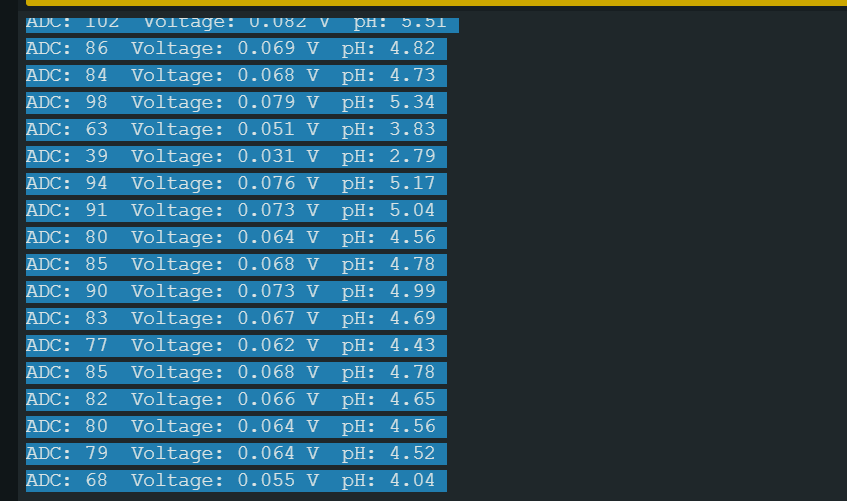 ADC: 102  Voltage: 0.082 V  pH: 5.51
ADC: 86  Voltage: 0.069 V  pH: 4.82
ADC: 84  Voltage: 0.068 V  pH: 4.73
ADC: 98  Voltage: 0.079 V  pH: 5.34
ADC: 63  Voltage: 0.051 V  pH: 3.83
ADC: 39  Voltage: 0.031 V  pH: 2.79
ADC: 94  Voltage: 0.076 V  pH: 5.17
ADC: 91  Voltage: 0.073 V  pH: 5.04
ADC: 80  Voltage: 0.064 V  pH: 4.56
ADC: 85  Voltage: 0.068 V  pH: 4.78
ADC: 90  Voltage: 0.073 V  pH: 4.99
ADC: 83  Voltage: 0.067 V  pH: 4.69
ADC: 77  Voltage: 0.062 V  pH: 4.43
ADC: 85  Voltage: 0.068 V  pH: 4.78
ADC: 82  Voltage: 0.066 V  pH: 4.65
ADC: 80  Voltage: 0.064 V  pH: 4.56
ADC: 79  Voltage: 0.064 V  pH: 4.52
ADC: 68  Voltage: 0.055 V  pH: 4.04